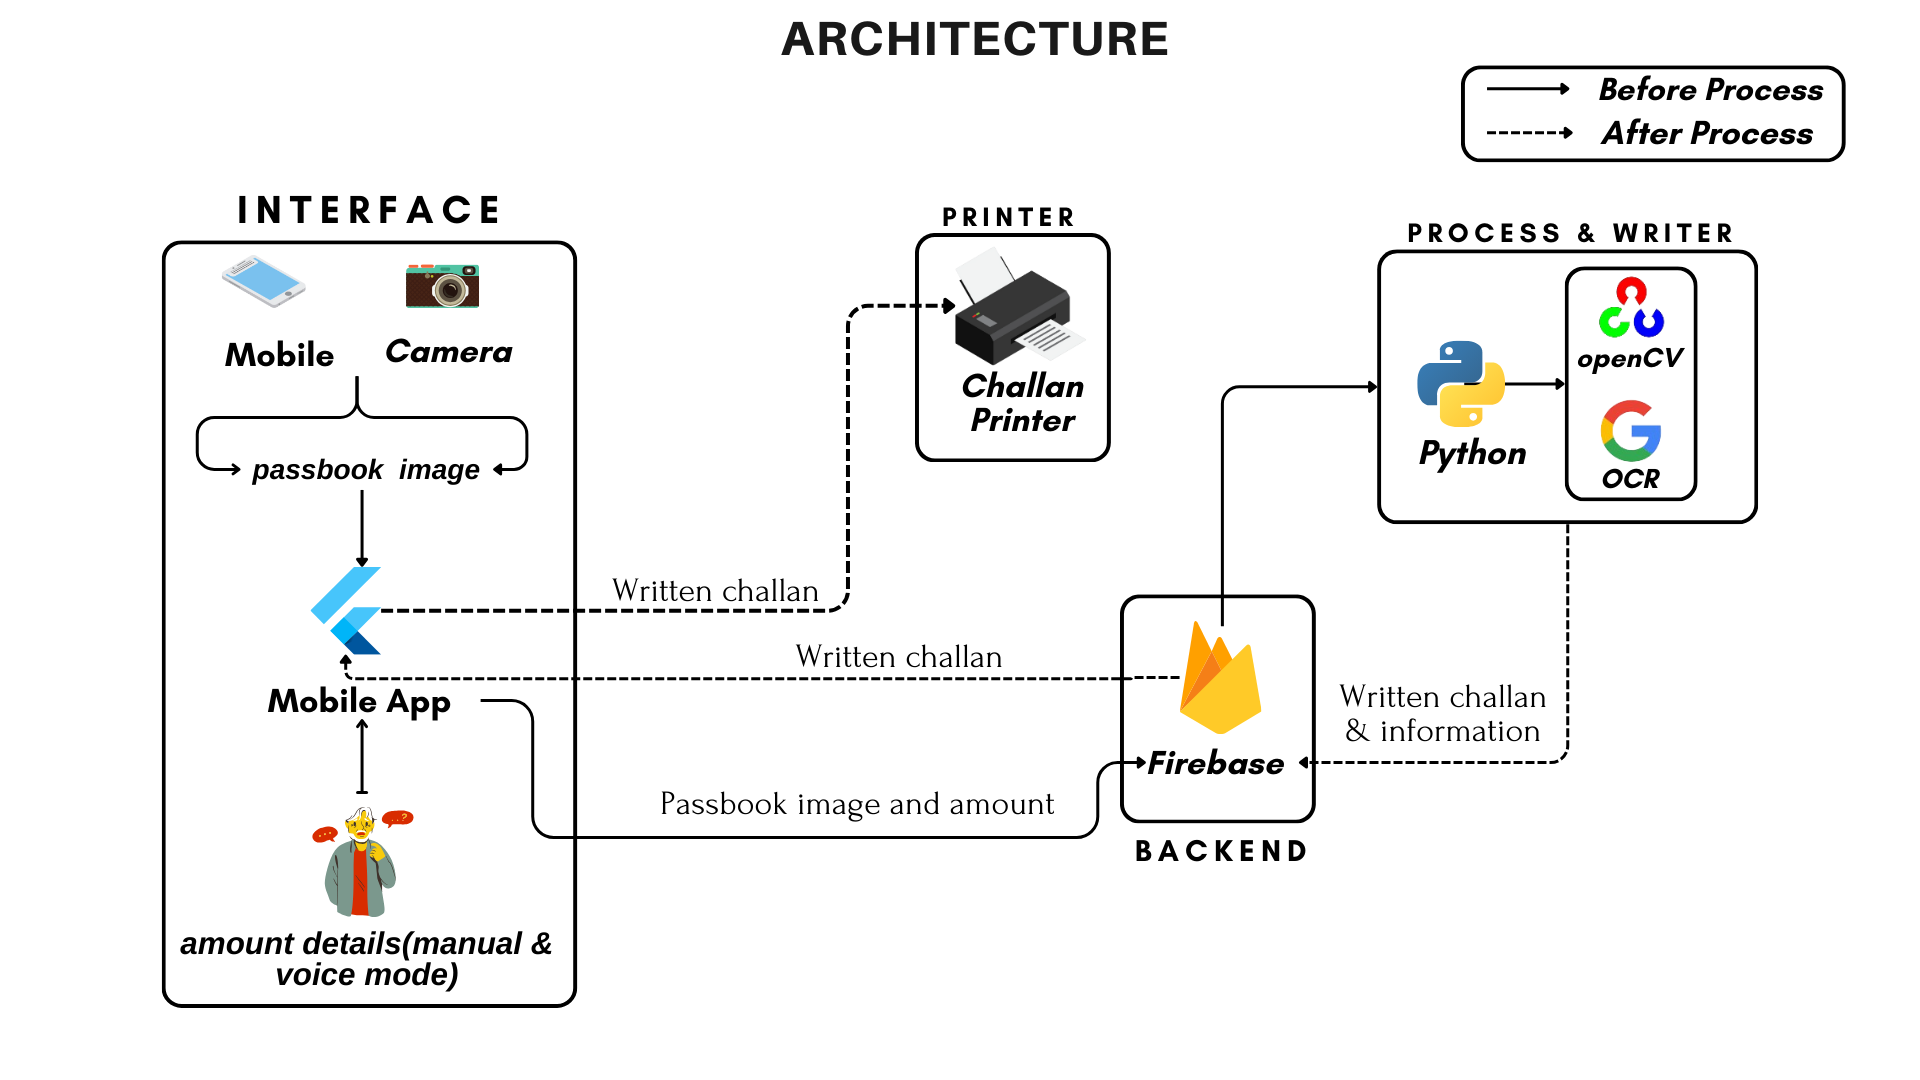 ARCHITECTURE
Before Process
After Process
INTERFACE
Mobile
Camera
passbook image
Mobile App
amount details(manual &
voice mode)
PRINTER
Challan
Printer
Written challan
Written challan
Passbook image and amount
Firebase
BACKEND
PROCESS & WRITER
Python
openCV
OCR
Written challan
& information